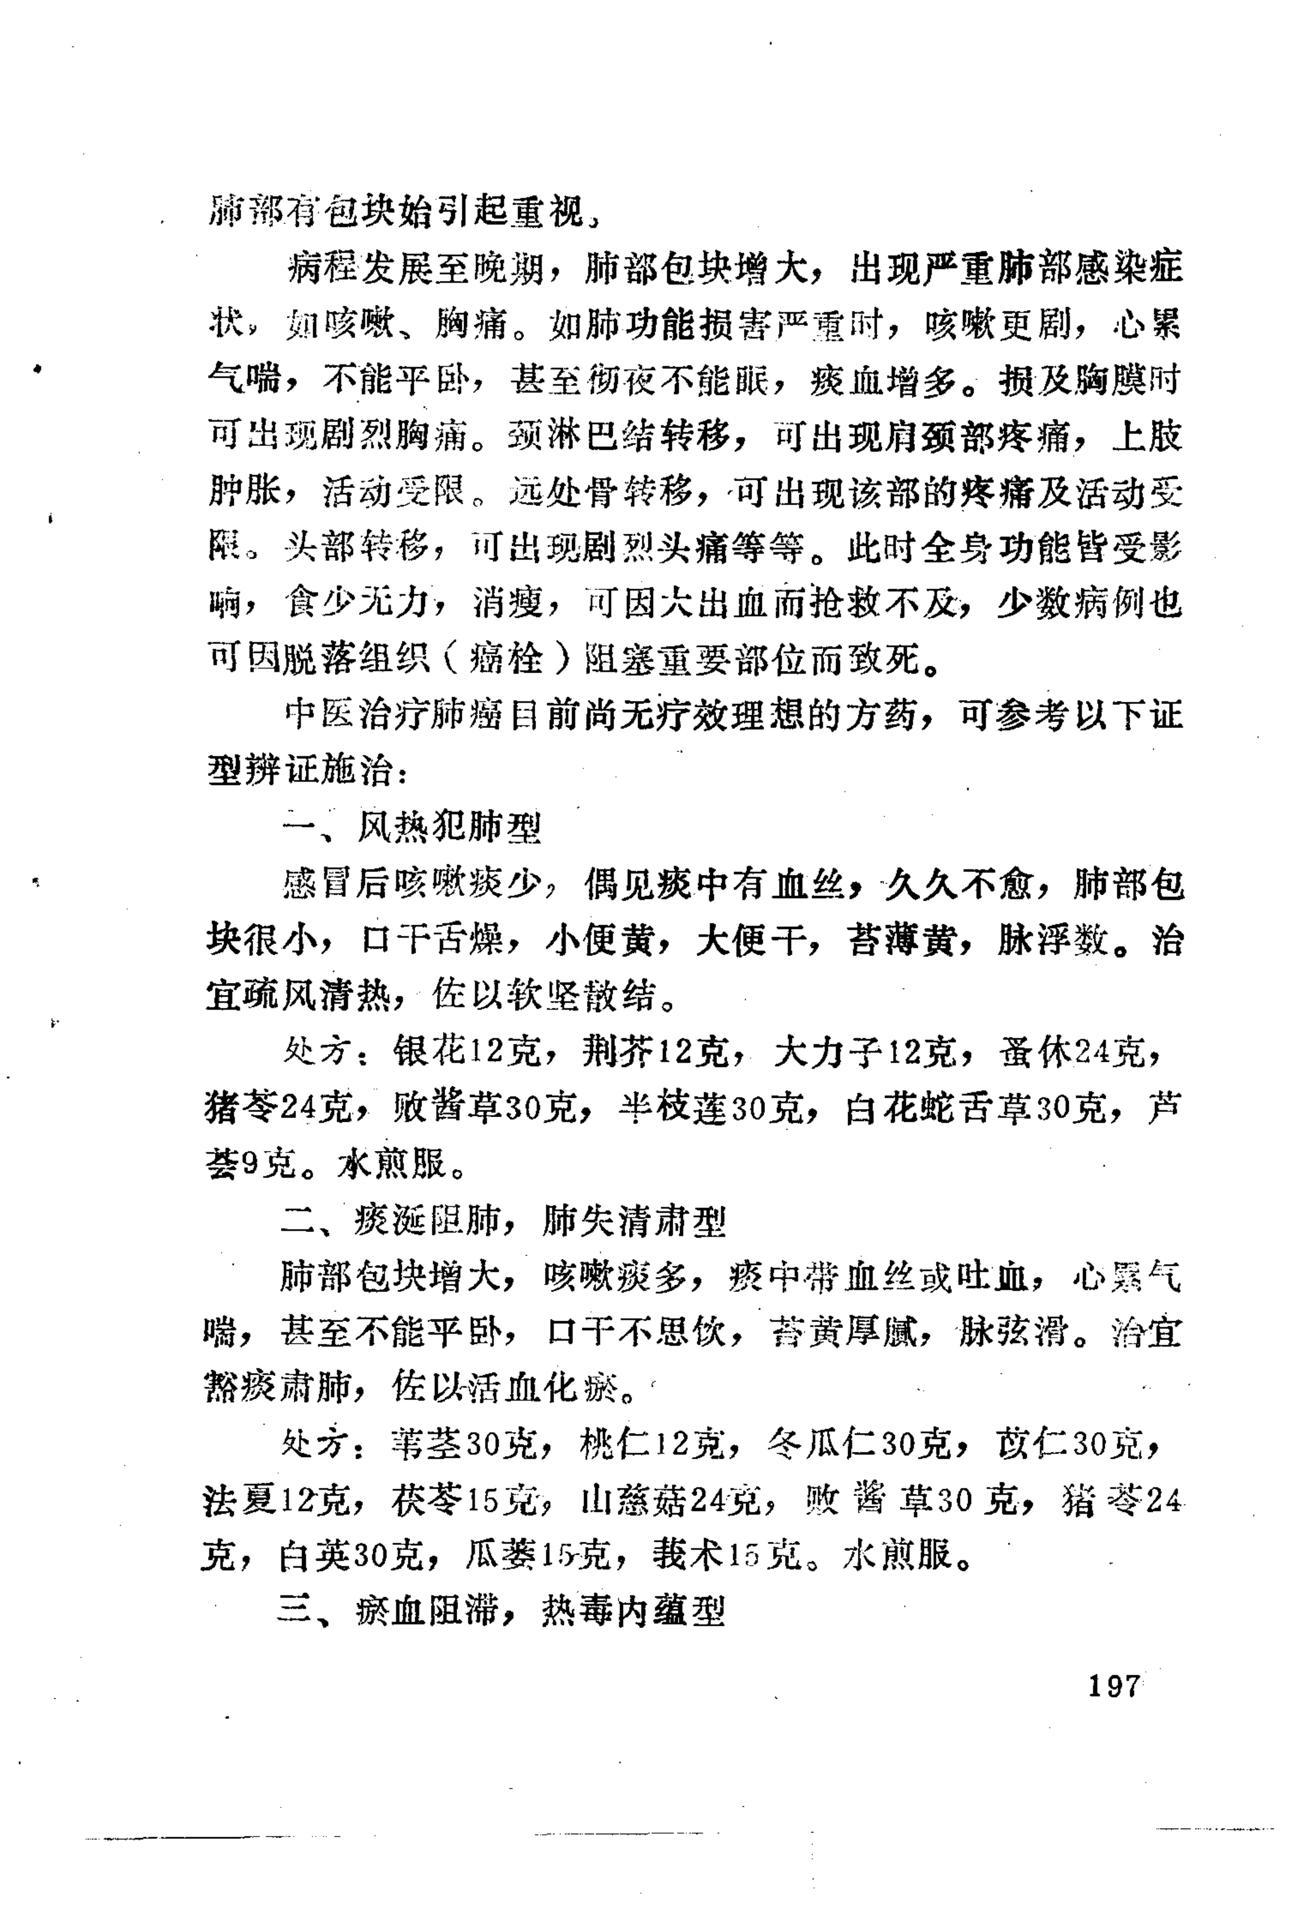 肺部有包块始引起重视。
病程发展至晚期，肺部包块增大，出现严重肺部感染症
状，如咳嗽、胸痛。如肺功能损害严重时，咳嗽更剧，心累
气喘，不能平卧，甚至彻夜不能眠，痰血增多。损及胸膜时
可出现剧烈胸痛。颈淋巴结转移，可出现肩颈部疼痛，上肢
肿胀，活动受限。远处骨转移，可出现该部的疼痛及活动受
限。头部转移，可出现剧烈头痛等等。此时全身功能皆受影
响，食少无力，消瘦，可因大出血而抢救不及，少数病例也
可因脱落组织（癌栓）阻塞重要部位而致死。
中医治疗肺癌目前尚无疗效理想的方药，可参考以下证
型辨证施治：
一、风热犯肺型
感冒后咳嗽痰少，偶见痰中有血丝，久久不愈，肺部包
块很小，口干舌燥，小便黄，大便干，苔薄黄，脉浮数。治
宜疏风清热，佐以软坚散结。
处方：银花12克，荆芥12克，大力子12克，蚤休24克，
猪苓24克，败酱草30克，半枝莲30克，白花蛇舌草30克，芦
荟9克。水煎服。
二、痰涎阻肺，肺失清肃型
肺部包块增大，咳嗽痰多，痰中带血丝或吐血，心累气
喘，甚至不能平卧，口干不思饮，苔黄厚腻，脉弦滑。治宜
豁痰肃肺，佐以活血化瘀。
处方：苇茎30克，桃仁12克，冬瓜仁30克，苡仁30克，
法夏12克，茯苓15克，山慈菇24克，败酱草30克，猪苓24
克，白英30克，瓜蒌15克，莪术15克。水煎服。
三、瘀血阻滞，热毒内蕴型
197